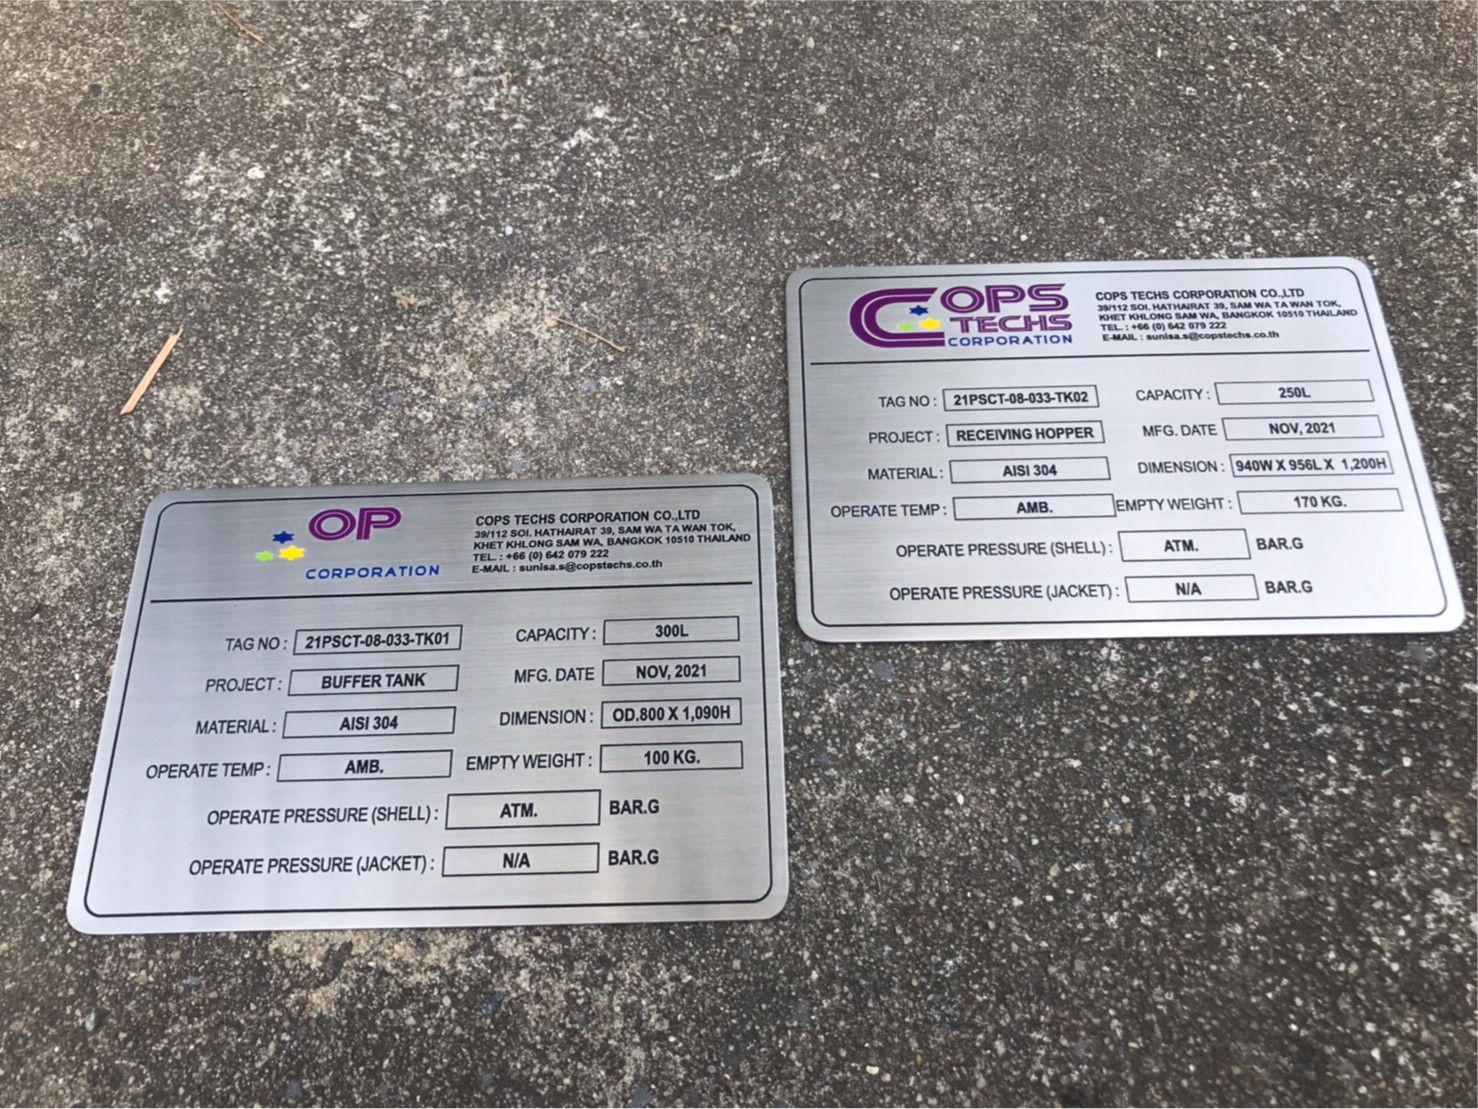 OP
CORPORATION
COPS TECHS CORPORATION CO.,LTD
39/112 SOI. HATHAIRAT 39, SAM WA TA WAN TOK,
KHET KHLONG SAM WA, BANGKOK 10510 THAILAND
TEL. : +66 (0) 642 079 222
E-MAIL : sunisa.s@copstechs.co.th
TAG NO : 21PSCT-08-033-TK01 CAPACITY : 300L
PROJECT : BUFFER TANK MFG. DATE NOV, 2021
MATERIAL : AISI 304 DIMENSION : OD.800 X 1,090H
OPERATE TEMP : AMB. EMPTY WEIGHT : 100 KG.
OPERATE PRESSURE (SHELL) : ATM. BAR.G
OPERATE PRESSURE (JACKET) : N/A BAR.G
COPS
TECHS
CORPORATION
COPS TECHS CORPORATION CO.,LTD
39/112 SOI. HATHAIRAT 39, SAM WA TA WAN TOK,
KHET KHLONG SAM WA, BANGKOK 10510 THAILAND
TEL. : +66 (0) 642 079 222
E-MAIL : sunisa.s@copstechs.co.th
TAG NO : 21PSCT-08-033-TK02 CAPACITY : 250L
PROJECT : RECEIVING HOPPER MFG. DATE NOV, 2021
MATERIAL : AISI 304 DIMENSION : 940W X 956L X 1,200H
OPERATE TEMP : AMB. EMPTY WEIGHT : 170 KG.
OPERATE PRESSURE (SHELL) : ATM. BAR.G
OPERATE PRESSURE (JACKET) : N/A BAR.G